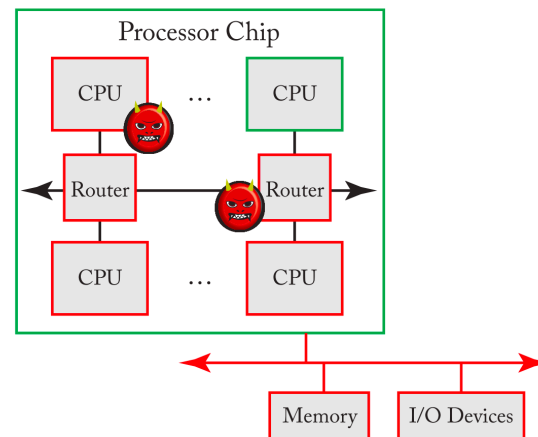 Processor Chip
CPU ... CPU
Router Router
CPU ... CPU
Memory I/O Devices